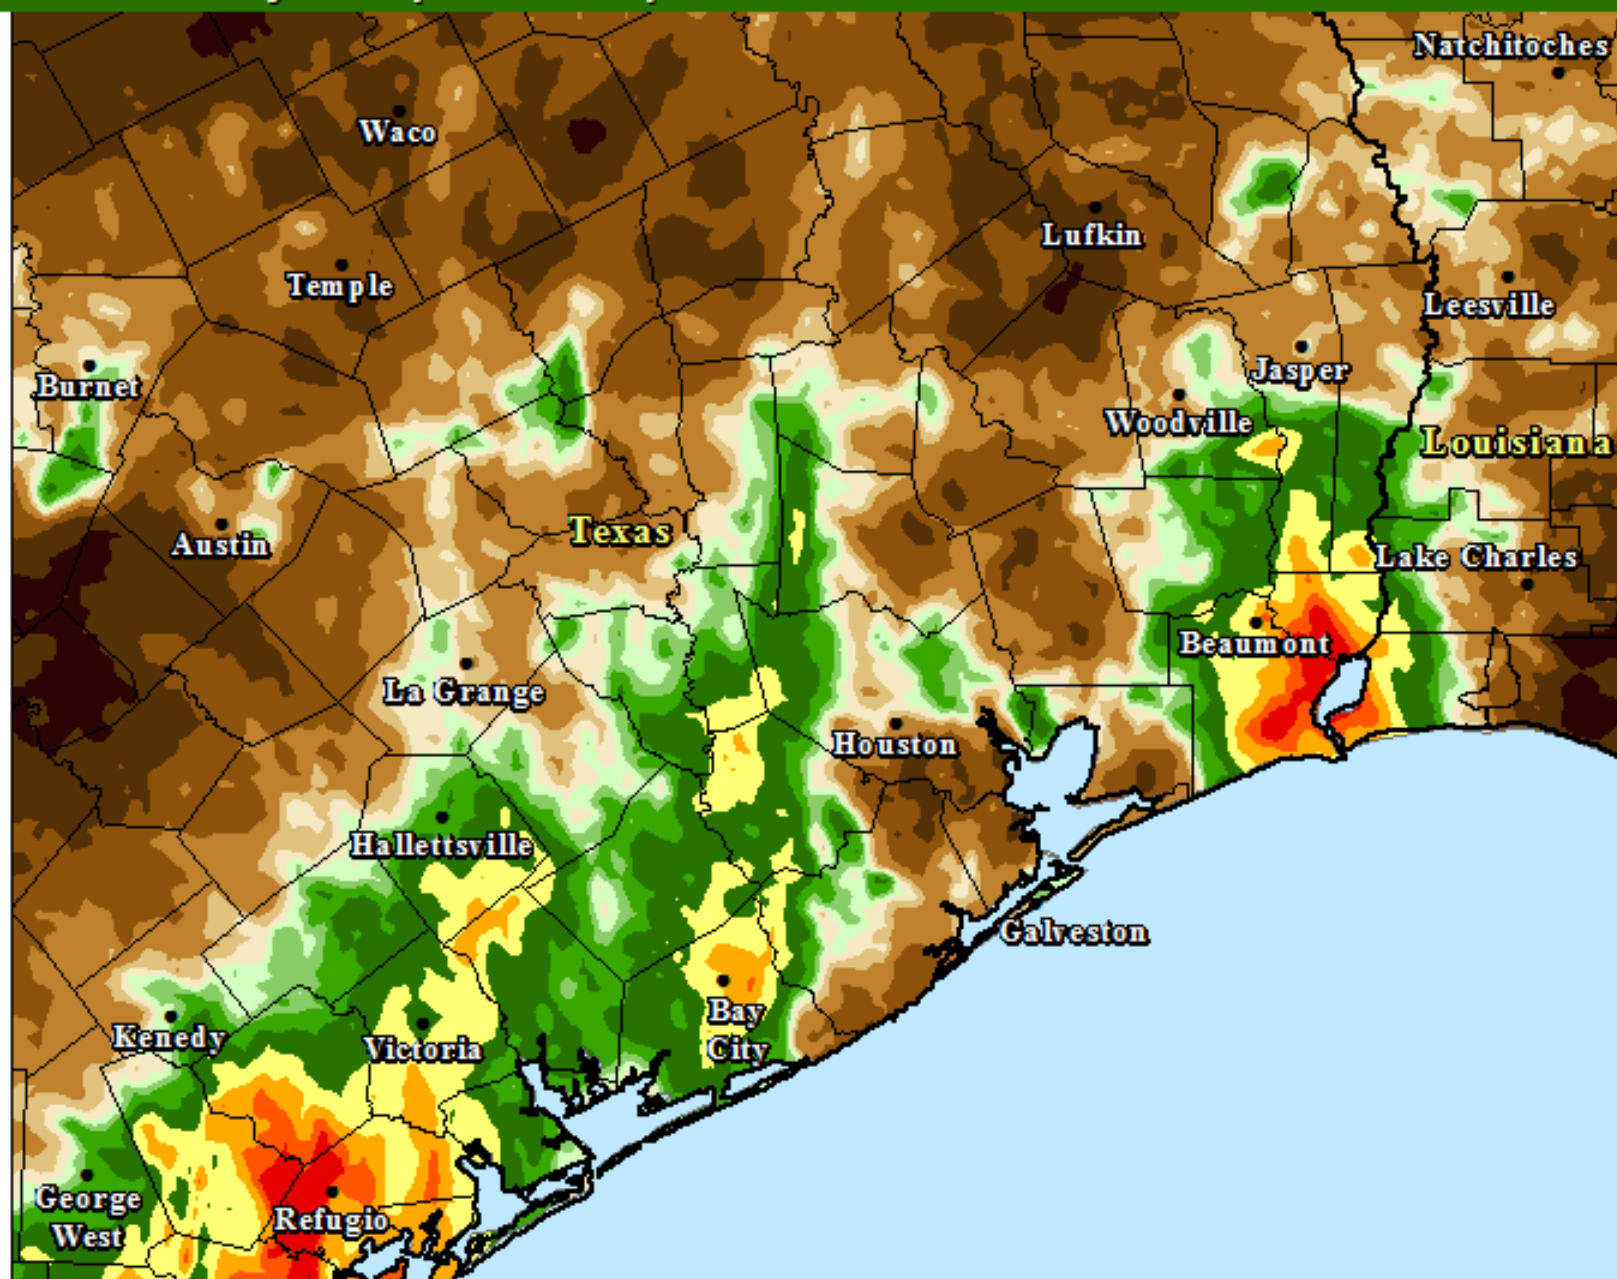 Natchitoches
Waco
Lufkin
Temple
Leesville
Burnet
Jasper
Woodville
Louisiana
Texas
Austin
Lake Charles
Beaumont
La Grange
Houston
Hallettsville
Galveston
Bay
City
Kenedy
Victoria
George
West
Refugio